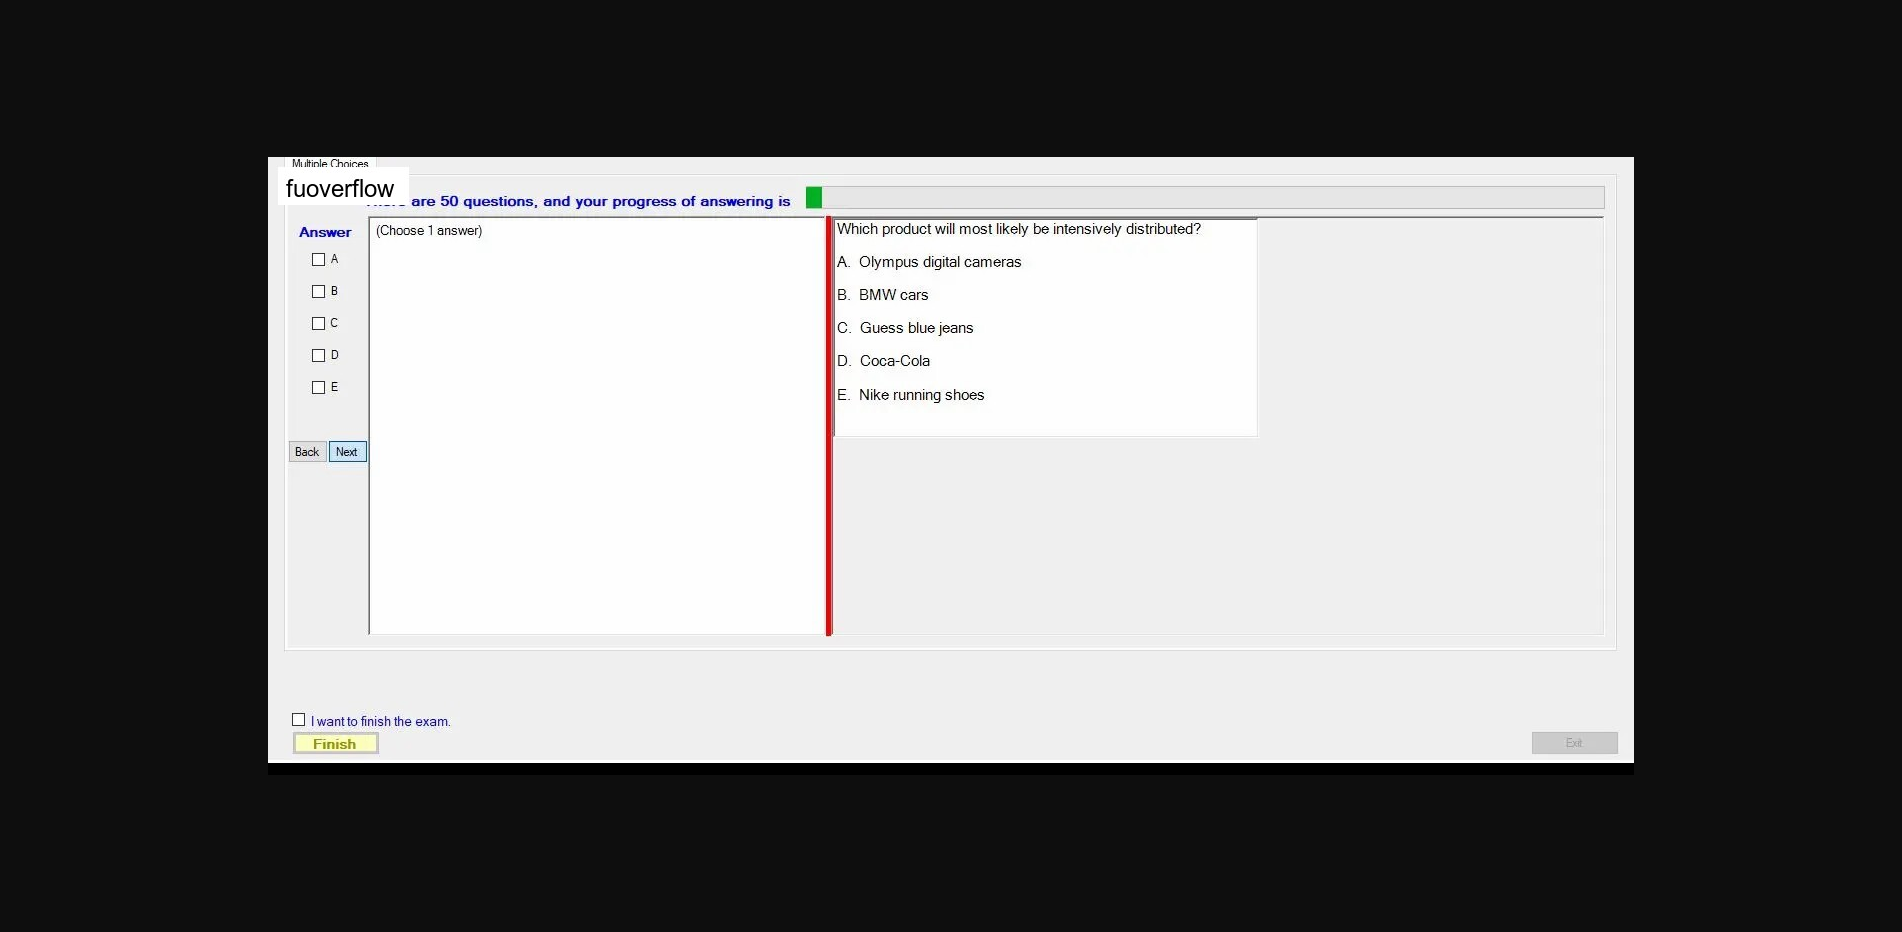 Multiple Choices
fuoverflow
are 50 questions, and your progress of answering is
Answer
A
B
C
D
E
Back Next
(Choose 1 answer)
Which product will most likely be intensively distributed?
A. Olympus digital cameras
B. BMW cars
C. Guess blue jeans
D. Coca-Cola
E. Nike running shoes
I want to finish the exam.
Finish
Exit